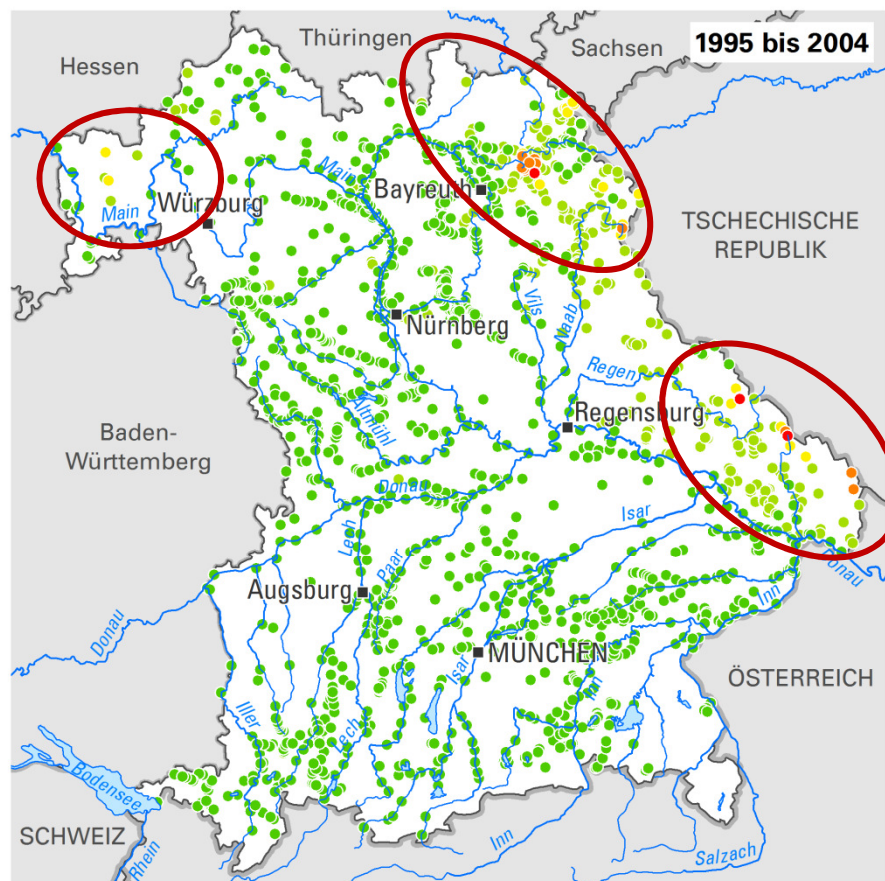 Thüringen
Sachsen
1995 bis 2004
Hessen
Main
Bayreuth
Main
Würzburg
TSCHECHISCHE
REPUBLIK
Vils
Naab
Nürnberg
Regen
Regensburg
Altmühl
Baden-
Württemberg
Donau
Isar
Lech
Paar
Donau
Augsburg
Inn
Donau
MÜNCHEN
Isar
ÖSTERREICH
Inn
Iller
Lech
Bodensee
SCHWEIZ
Rhein
Inn
Salzach